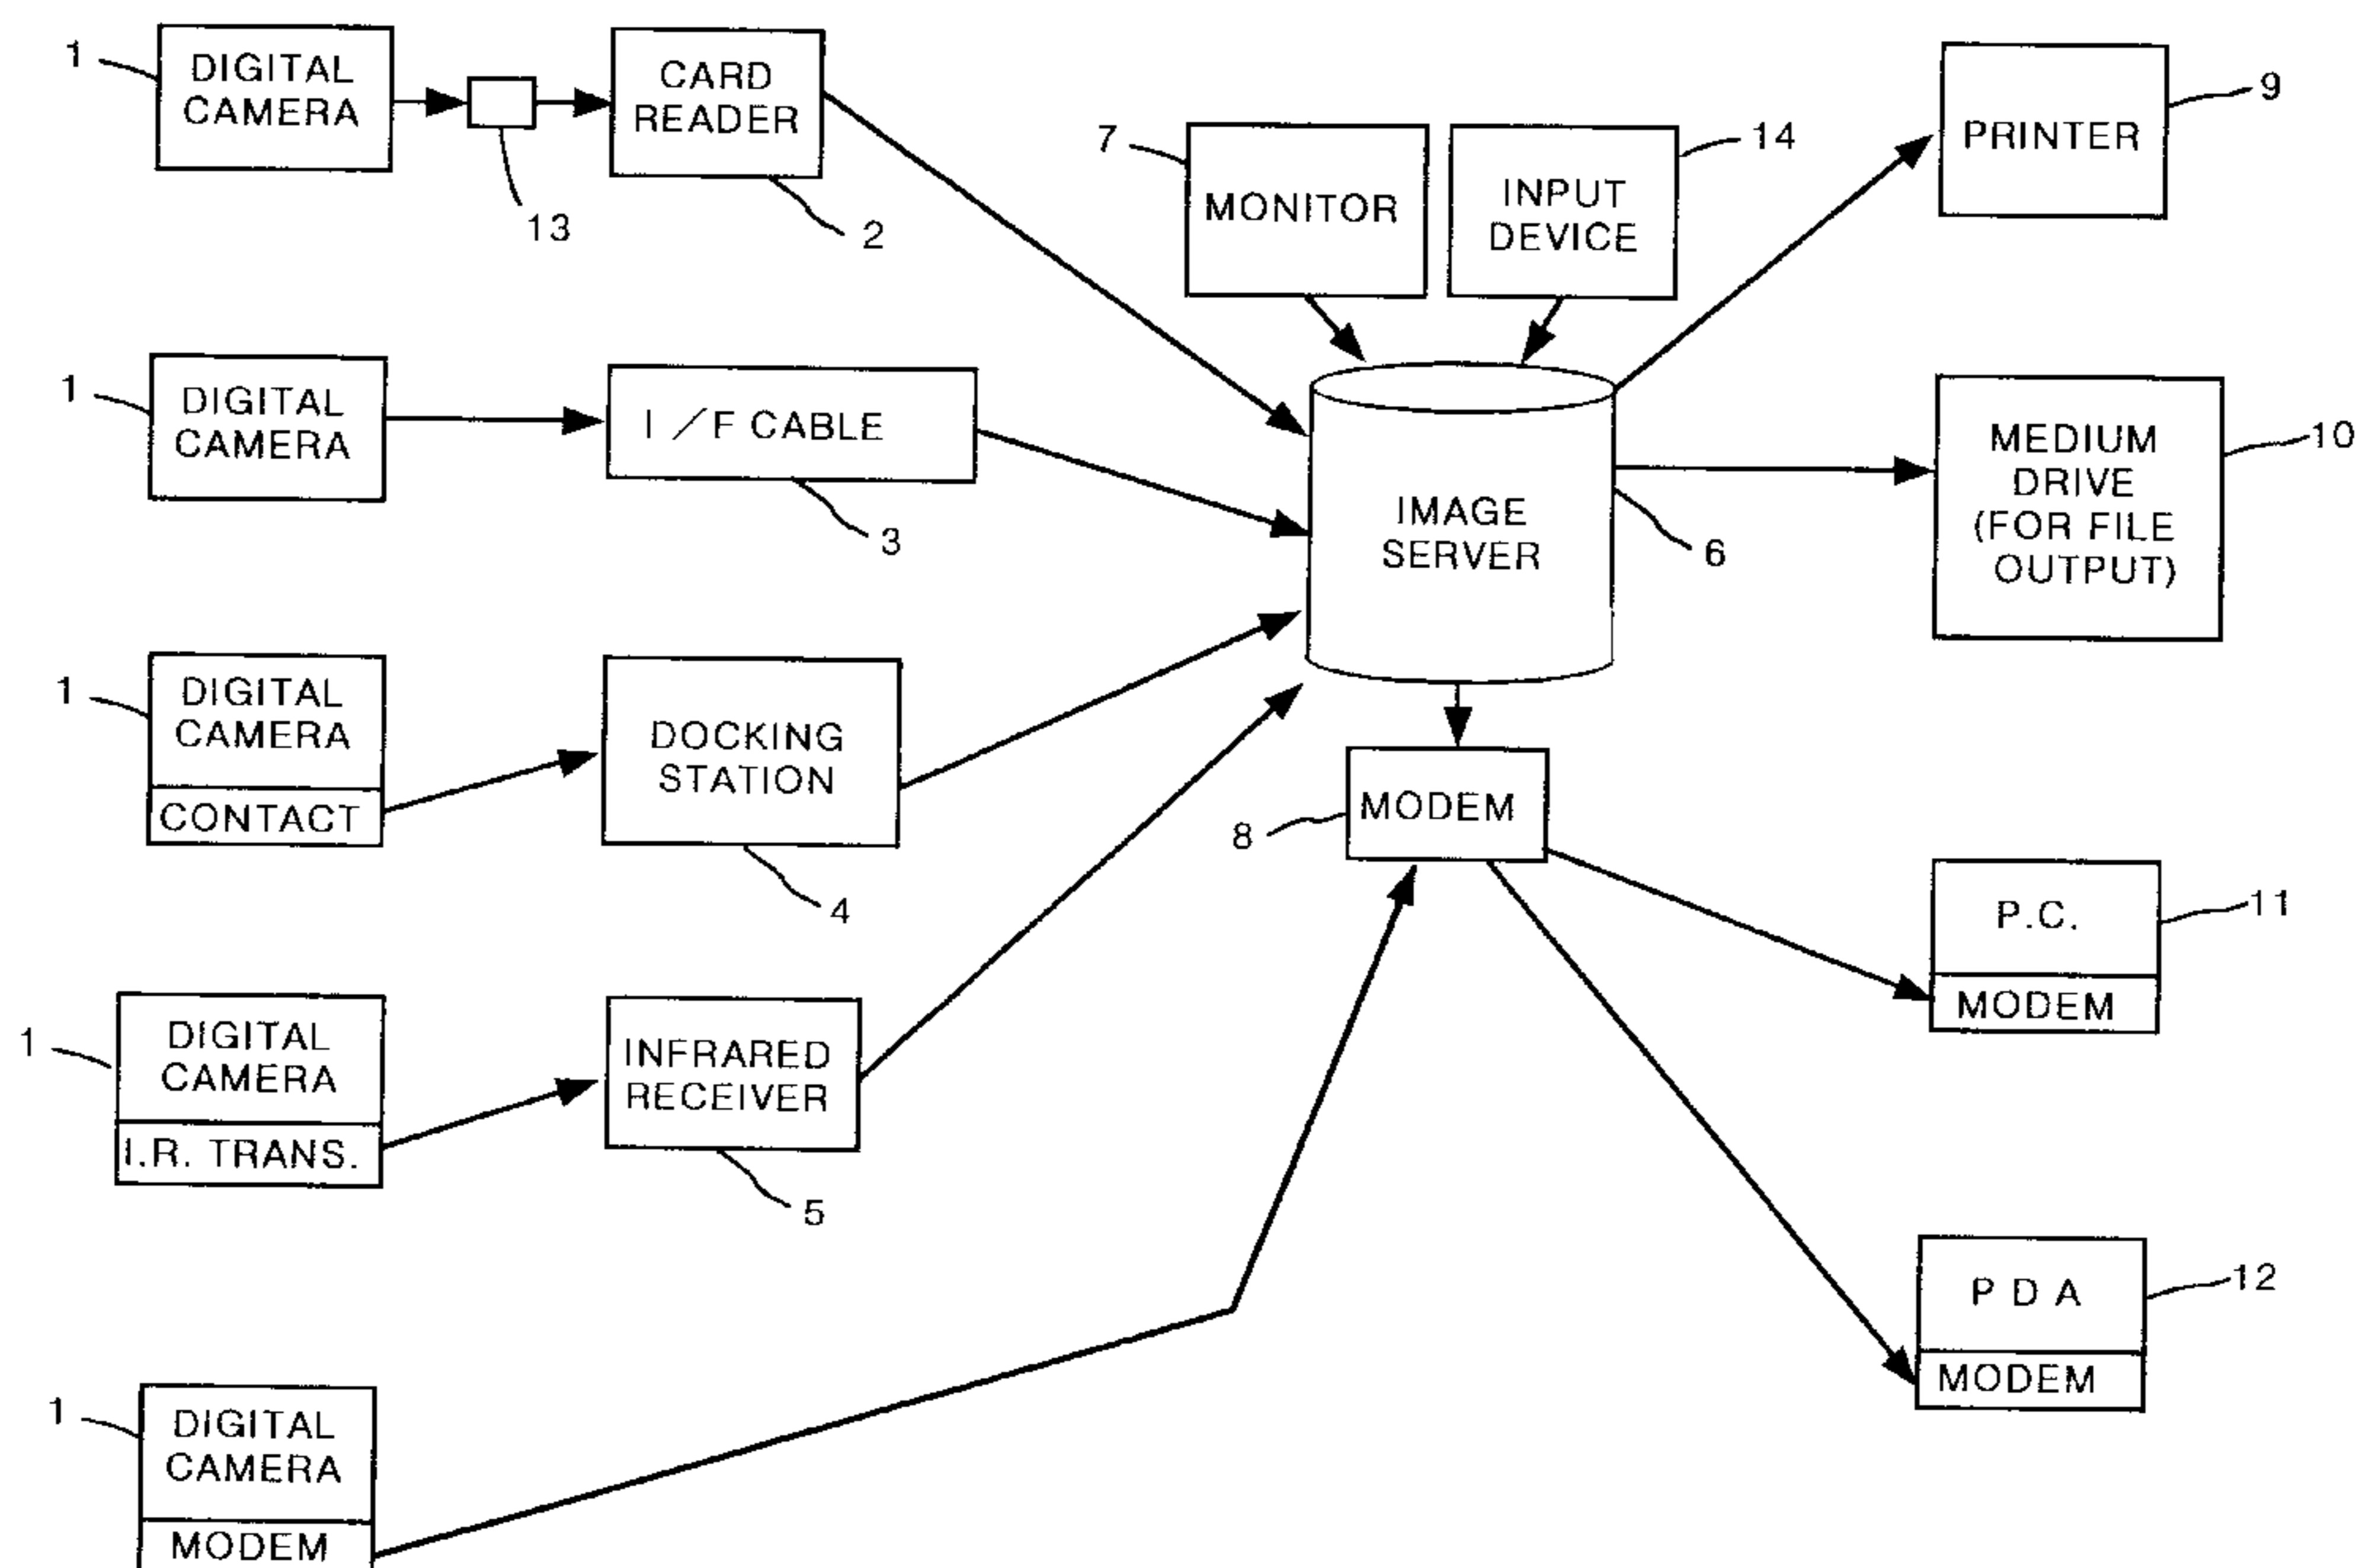 1
DIGITAL
CAMERA
13
CARD
READER
2
7
MONITOR
INPUT
DEVICE
14
PRINTER
9
1
DIGITAL
CAMERA
I/F CABLE
3
IMAGE
SERVER
6
MEDIUM
DRIVE
(FOR FILE
OUTPUT)
10
1
DIGITAL
CAMERA
CONTACT
DOCKING
STATION
4
8
MODEM
P.C.
MODEM
11
1
DIGITAL
CAMERA
I.R. TRANS.
INFRARED
RECEIVER
5
P D A
MODEM
12
1
DIGITAL
CAMERA
MODEM